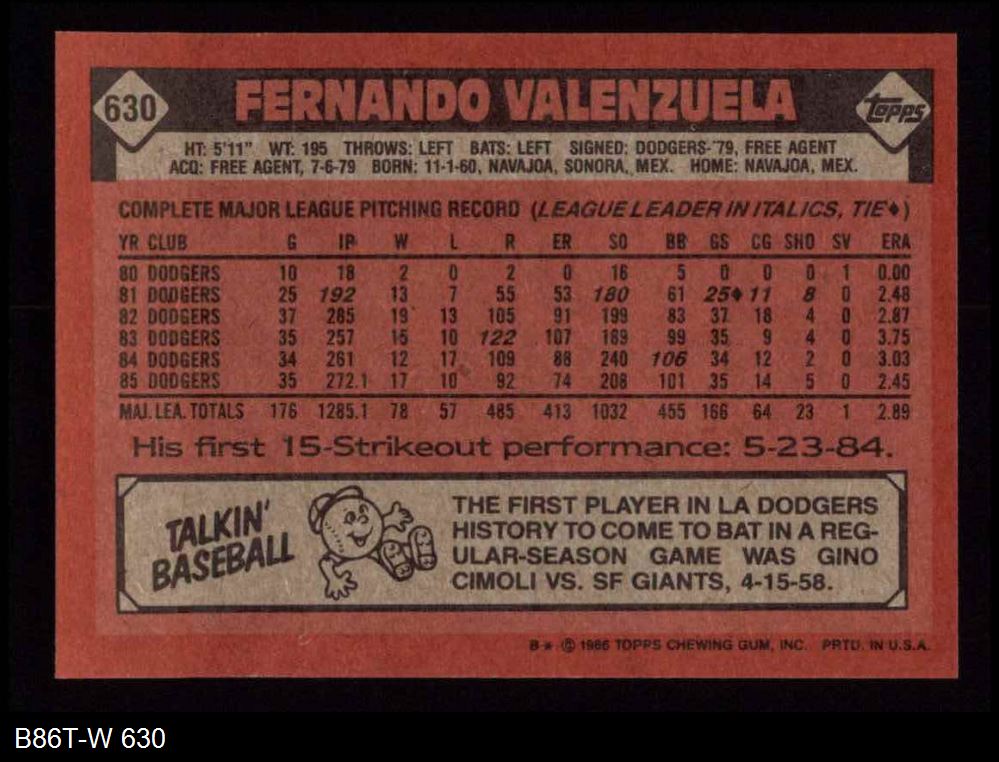 630 FERNANDO VALENZUELA topps
HT: 5'11" WT: 195 THROWS: LEFT BATS: LEFT SIGNED: DODGERS-'79, FREE AGENT
ACQ: FREE AGENT, 7-6-79 BORN: 11-1-60, NAVAJOA, SONORA, MEX. HOME: NAVAJOA, MEX.
COMPLETE MAJOR LEAGUE PITCHING RECORD (LEAGUE LEADER IN ITALICS, TIE♦)
YR CLUB G IP W L R ER SO BB GS CG SHO SV ERA
80 DODGERS 10 18 2 0 2 0 16 5 0 0 0 1 0.00
81 DODGERS 25 192 13 7 55 53 180 61 25♦ 11 8 0 2.48
82 DODGERS 37 285 19 13 105 91 199 83 37 18 4 0 2.87
83 DODGERS 35 257 15 10 122 107 189 99 35 9 4 0 3.75
84 DODGERS 34 261 12 17 109 88 240 106 34 12 2 0 3.03
85 DODGERS 35 272.1 17 10 92 74 208 101 35 14 5 0 2.45
MAJ. LEA. TOTALS 176 1285.1 78 57 485 413 1032 455 166 64 23 1 2.89
His first 15-Strikeout performance: 5-23-84.
TALKIN'
BASEBALL
THE FIRST PLAYER IN LA DODGERS
HISTORY TO COME TO BAT IN A REG-
ULAR-SEASON GAME WAS GINO
CIMOLI VS. SF GIANTS, 4-15-58.
B* © 1986 TOPPS CHEWING GUM, INC. PRTD. IN U.S.A.
B86T-W 630